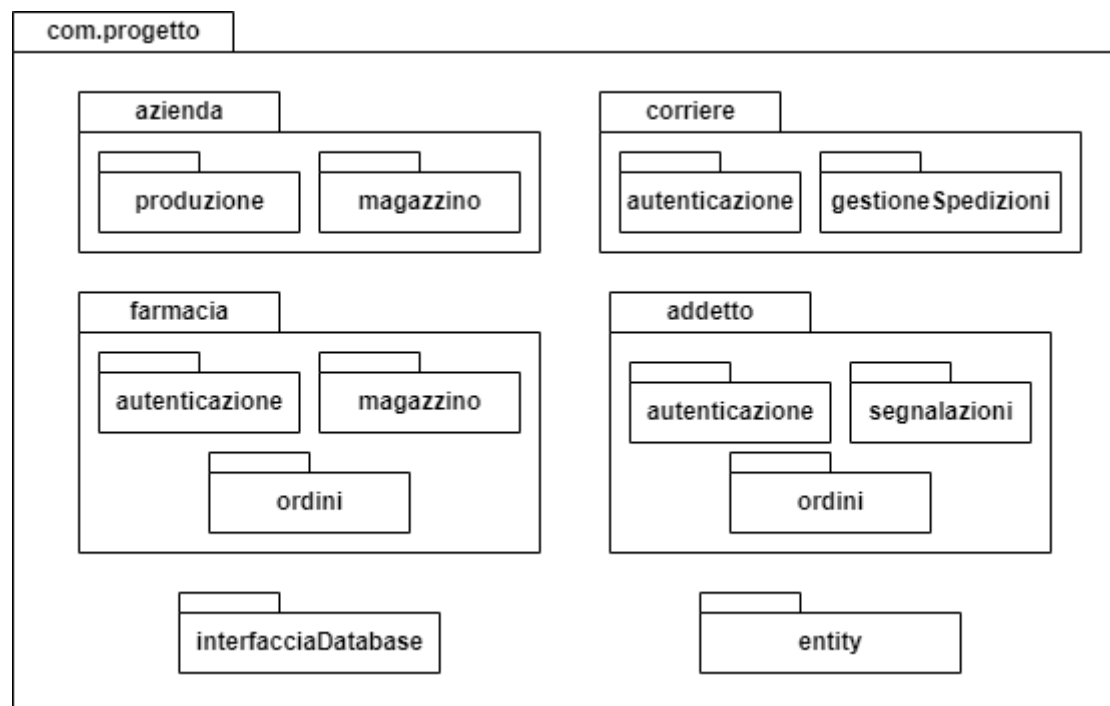 com.progetto
azienda
corriere
produzione
magazzino
autenticazione
gestioneSpedizioni
farmacia
addetto
autenticazione
magazzino
autenticazione
segnalazioni
ordini
ordini
interfacciaDatabase
entity